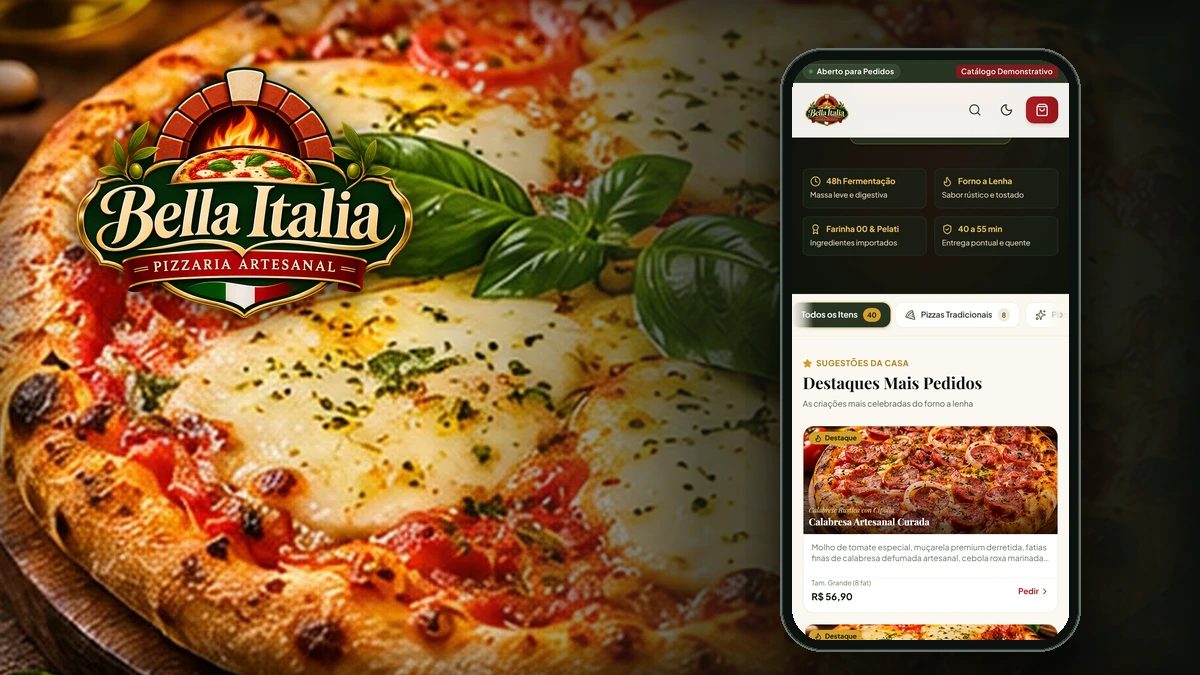 Bella Italia
PIZZARIA ARTESANAL
Aberto para Pedidos
Catálogo Demonstrativo
Bella Italia
48h Fermentação
Massa leve e digestiva
Forno a Lenha
Sabor rústico e tostado
Farinha 00 & Pelati
Ingredientes importados
40 a 55 min
Entrega pontual e quente
Todos os Itens 40
Pizzas Tradicionais 8
SUGESTÕES DA CASA
Destaques Mais Pedidos
As criações mais celebradas do forno a lenha
Destaque
Calabrese Rustica con Cipolla
Calabresa Artesanal Curada
Molho de tomate especial, muçarela premium derretida, fatias
finas de calabresa defumada artesanal, cebola roxa marinada...
Tam. Grande (8 fat)
R$ 56,90
Pedir
Destaque